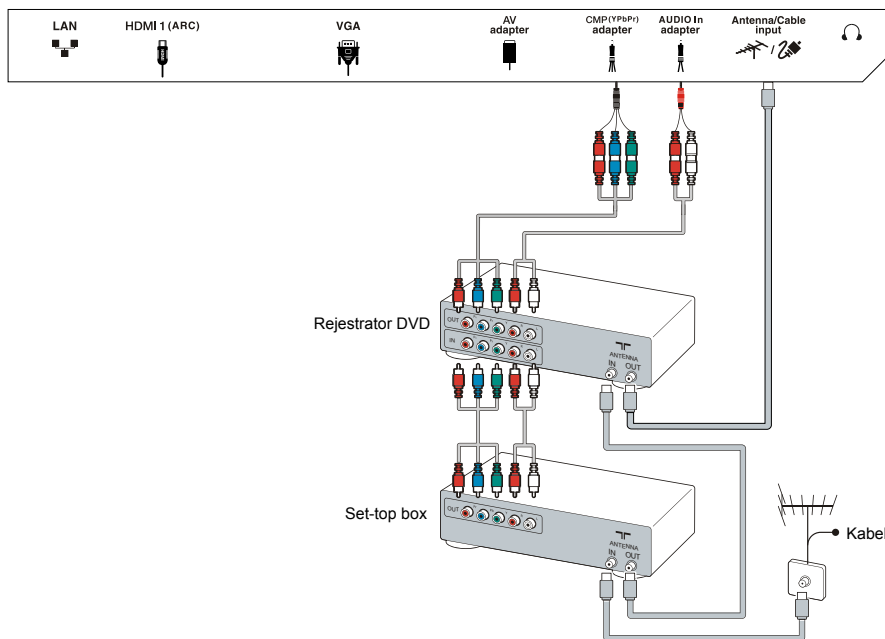 LAN
HDMI 1 (ARC)
VGA
AV
adapter
CMP (YPbPr)
adapter
AUDIO In
adapter
Antenna/Cable
input
/
Rejestrator DVD
OUT
IN
ANTENNA
IN OUT
Set-top box
OUT
ANTENNA
IN OUT
Kabel